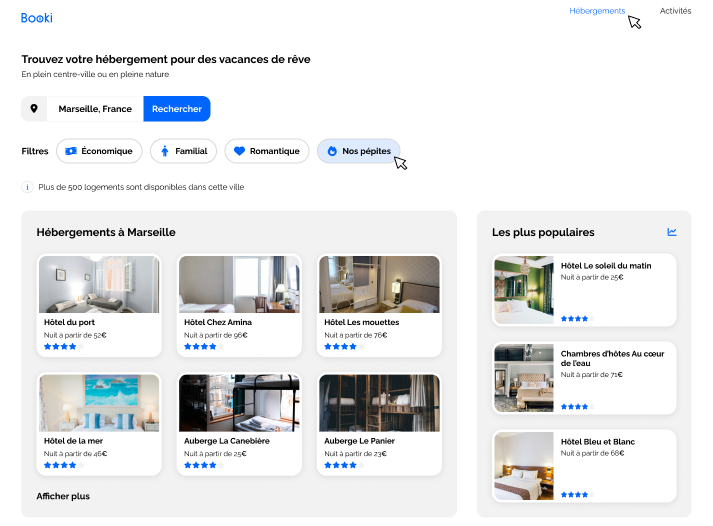 Booki
Hébergements
Activités
Trouvez votre hébergement pour des vacances de rêve
En plein centre-ville ou en pleine nature
Marseille, France
Rechercher
Filtres
Économique
Familial
Romantique
Nos pépites
i
Plus de 500 logements sont disponibles dans cette ville
Hébergements à Marseille
Hôtel du port
Nuit à partir de 52€
Hôtel Chez Amina
Nuit à partir de 96€
Hôtel Les mouettes
Nuit à partir de 76€
Hôtel de la mer
Nuit à partir de 46€
Auberge La Canebière
Nuit à partir de 25€
Auberge Le Panier
Nuit à partir de 23€
Afficher plus
Les plus populaires
Hôtel Le soleil du matin
Nuit à partir de 25€
Chambres d'hôtes Au cœur
de l'eau
Nuit à partir de 71€
Hôtel Bleu et Blanc
Nuit à partir de 68€